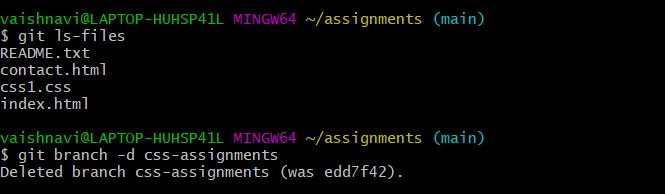 vaishnavi@LAPTOP-HUHSP41L MINGW64 ~/assignments (main)
$ git ls-files
README.txt
contact.html
css1.css
index.html
vaishnavi@LAPTOP-HUHSP41L MINGW64 ~/assignments (main)
$ git branch -d css-assignments
Deleted branch css-assignments (was edd7f42).